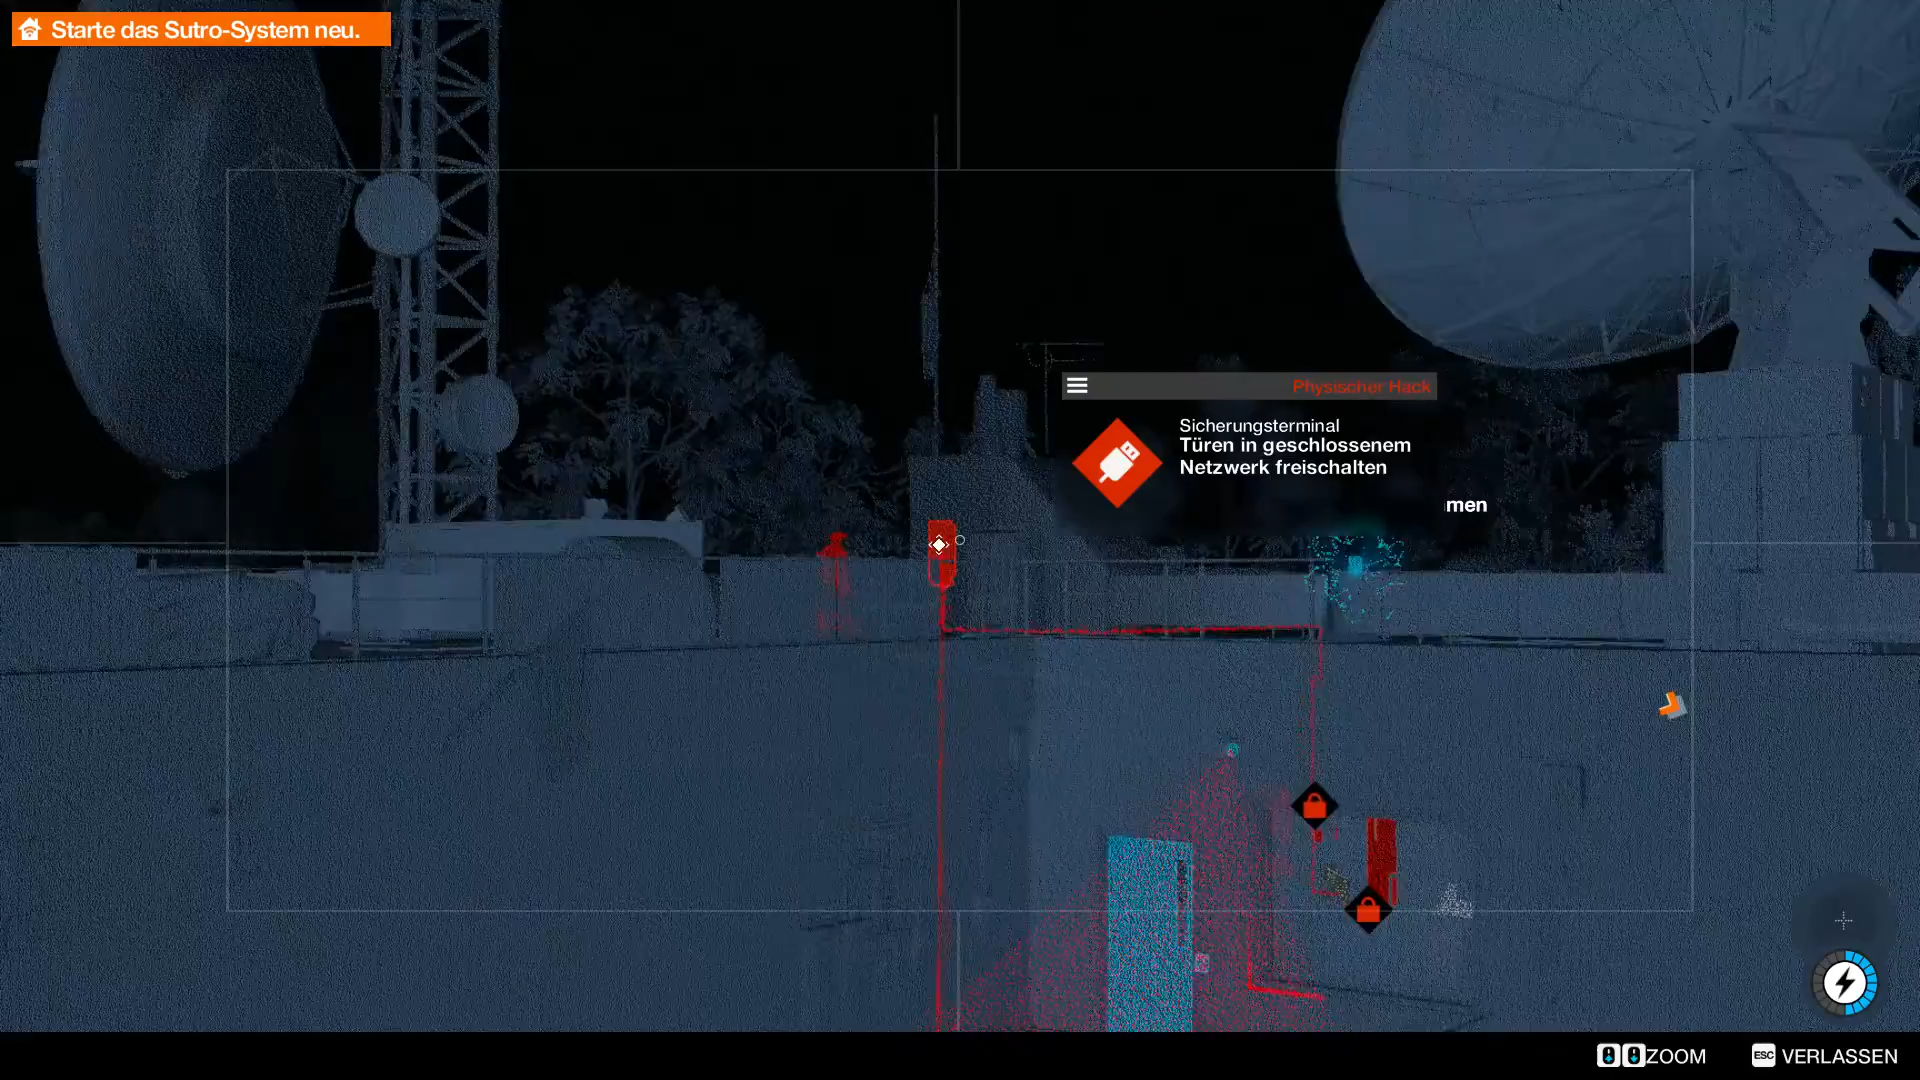 Starte das Sutro-System neu.
Physischer Hack
Sicherungsterminal
Türen in geschlossenem
Netzwerk freischalten
men
ZOOM
ESC VERLASSEN